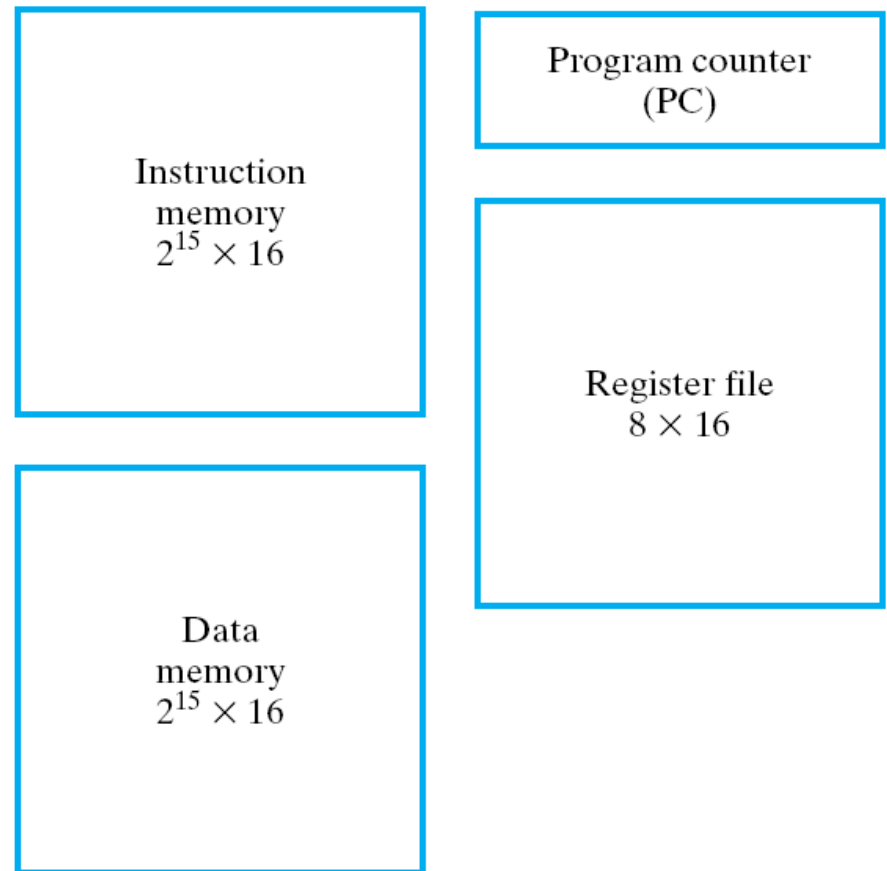 Instruction
memory
2¹⁵ × 16
Program counter
(PC)
Register file
8 × 16
Data
memory
2¹⁵ × 16